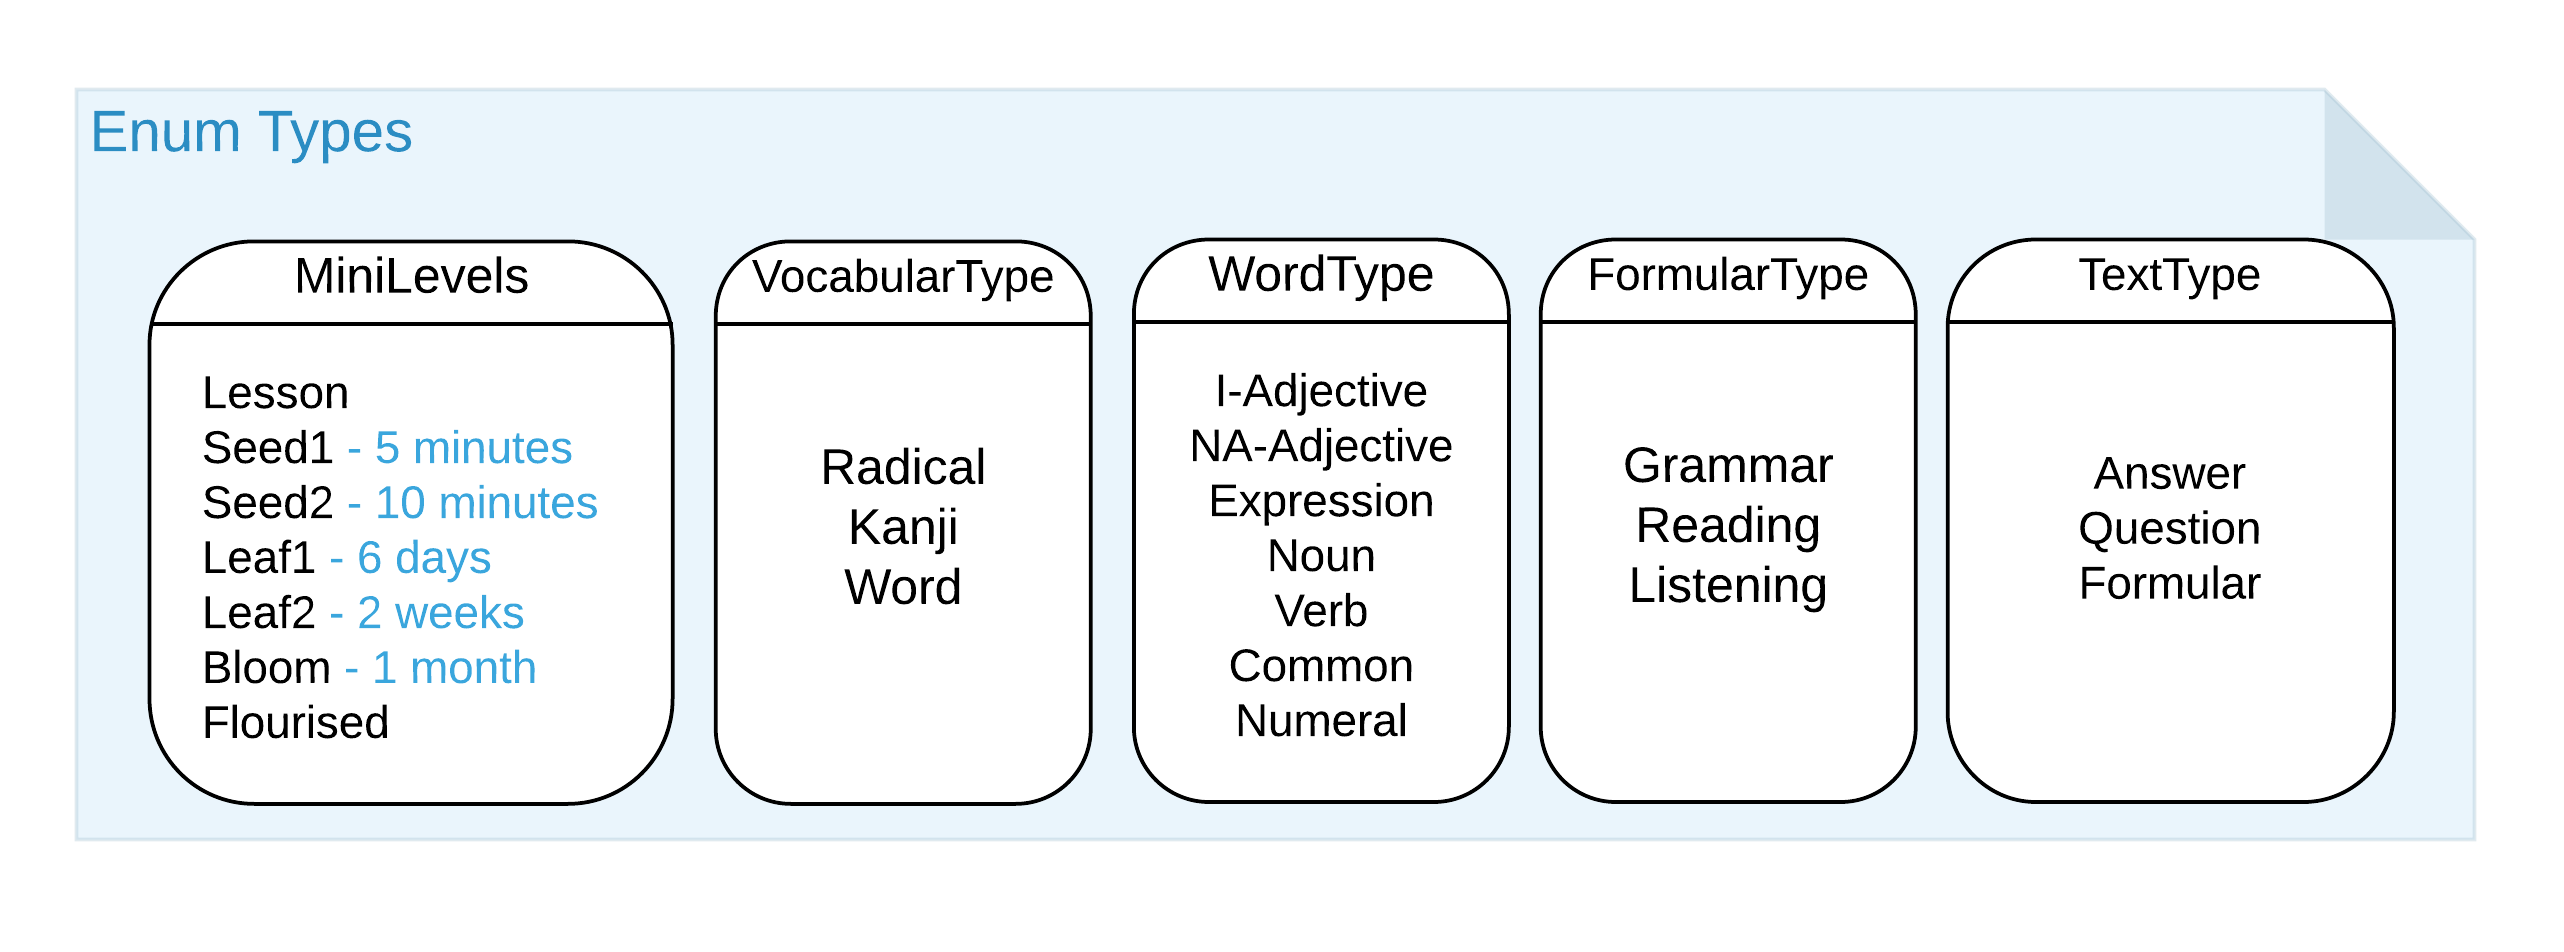 Enum Types
MiniLevels
Lesson
Seed1 - 5 minutes
Seed2 - 10 minutes
Leaf1 - 6 days
Leaf2 - 2 weeks
Bloom - 1 month
Flourised
VocabularType
Radical
Kanji
Word
WordType
I-Adjective
NA-Adjective
Expression
Noun
Verb
Common
Numeral
FormularType
Grammar
Reading
Listening
TextType
Answer
Question
Formular